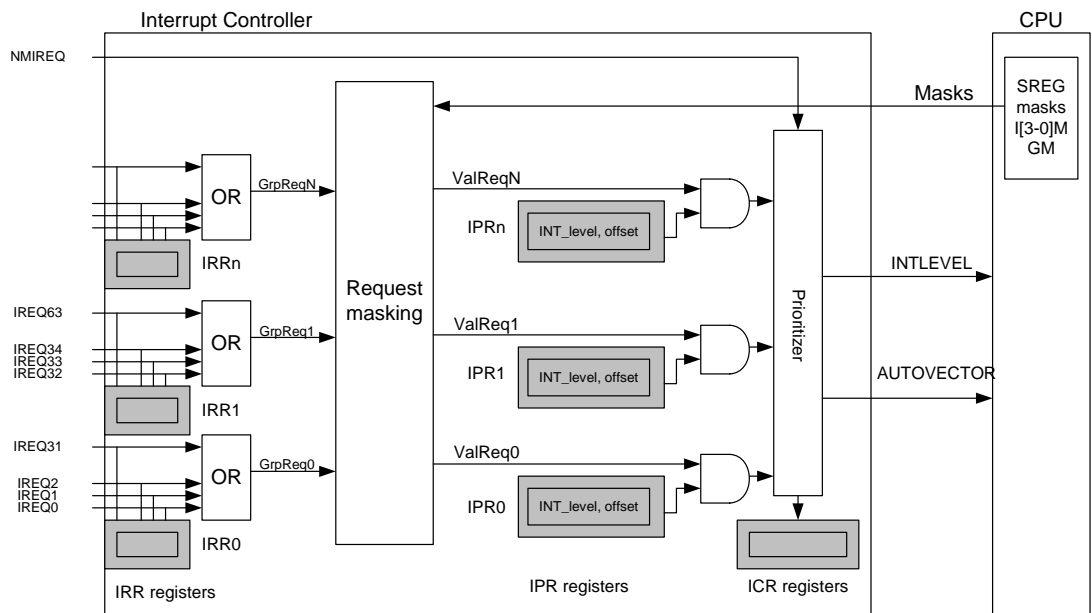 Interrupt Controller
CPU
NMIREQ
Masks
SREG
masks
I[3-0]M
GM
OR
GrpReqN
ValReqN
IPRn
INT_level, offset
IRRn
INTLEVEL
Request
masking
Prioritizer
IREQ63
OR
GrpReq1
ValReq1
IREQ34
IREQ33
IREQ32
IPR1
INT_level, offset
AUTOVECTOR
IRR1
IREQ31
OR
GrpReq0
ValReq0
IREQ2
IREQ1
IREQ0
IPR0
INT_level, offset
IRR0
IRR registers
IPR registers
ICR registers